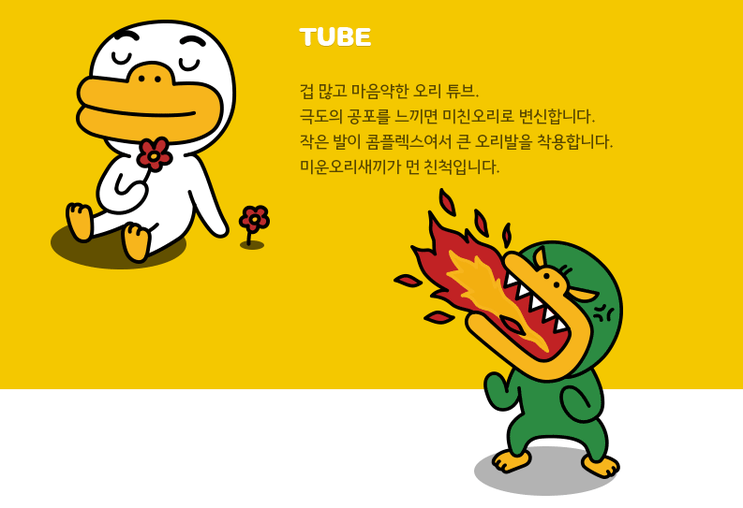 TUBE
겁 많고 마음약한 오리 튜브.
극도의 공포를 느끼면 미친오리로 변신합니다.
작은 발이 콤플렉스여서 큰 오리발을 착용합니다.
미운오리새끼가 먼 친척입니다.